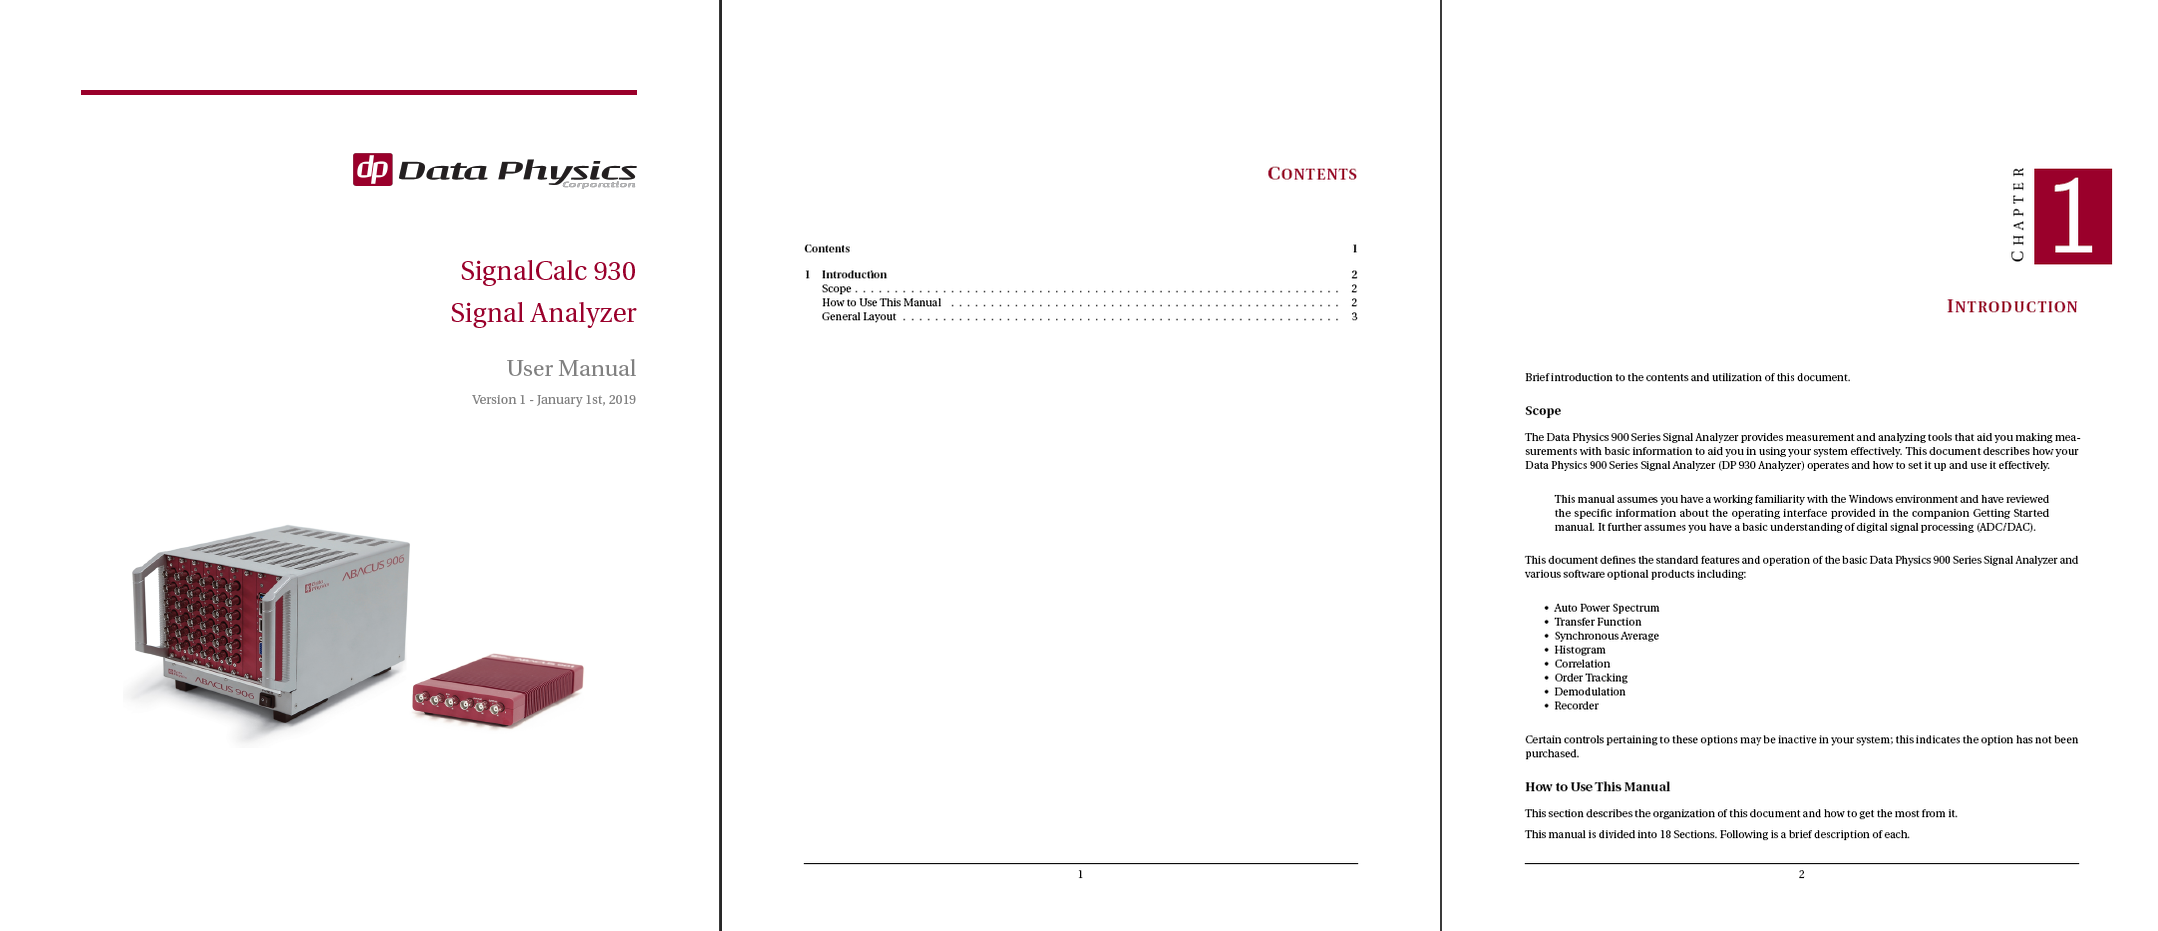 dp Data Physics
Corporation
SignalCalc 930
Signal Analyzer
User Manual
Version 1 - January 1st, 2019
ABACUS 906
Data Physics
ABACUS 906
CONTENTS
Contents 1
1 Introduction 2
Scope . . . . . . . . . . . . . . . . . . . . . . . . . . . . . . . . . . . . . . . . . . . . . . . . . . . . . . . . . . . . . 2
How to Use This Manual . . . . . . . . . . . . . . . . . . . . . . . . . . . . . . . . . . . . . . . . . . . . . . . . . 2
General Layout . . . . . . . . . . . . . . . . . . . . . . . . . . . . . . . . . . . . . . . . . . . . . . . . . . . . . . . 3
1
CHAPTER 1
INTRODUCTION
Brief introduction to the contents and utilization of this document.
Scope
The Data Physics 900 Series Signal Analyzer provides measurement and analyzing tools that aid you making mea-
surements with basic information to aid you in using your system effectively. This document describes how your
Data Physics 900 Series Signal Analyzer (DP 930 Analyzer) operates and how to set it up and use it effectively.
This manual assumes you have a working familiarity with the Windows environment and have reviewed
the specific information about the operating interface provided in the companion Getting Started
manual. It further assumes you have a basic understanding of digital signal processing (ADC/DAC).
This document defines the standard features and operation of the basic Data Physics 900 Series Signal Analyzer and
various software optional products including:
• Auto Power Spectrum
• Transfer Function
• Synchronous Average
• Histogram
• Correlation
• Order Tracking
• Demodulation
• Recorder
Certain controls pertaining to these options may be inactive in your system; this indicates the option has not been
purchased.
How to Use This Manual
This section describes the organization of this document and how to get the most from it.
This manual is divided into 18 Sections. Following is a brief description of each.
2